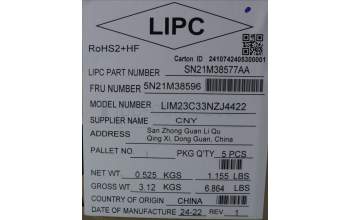 LIPC
RoHS2+HF
Carton ID 2410742405300001
LIPC PART NUMBER SN21M38577AA
FRU NUMBER 5N21M38596
MODEL NUMBER LIM23C33NZJ4422
SUPPLIER NAME CNY
ADDRESS San Zhong Guan Li Qu
Qing Xi, Dong Guan, China
PALLET : PKG Q'TY 5 PCS
NET WT 0.525 KGS 1.155 LBS
GROSS WT 3.12 KGS 6.864 LBS
COUNTRY OF ORIGIN CHINA
DATE OF MANUFACTURE 24-22 REV 1